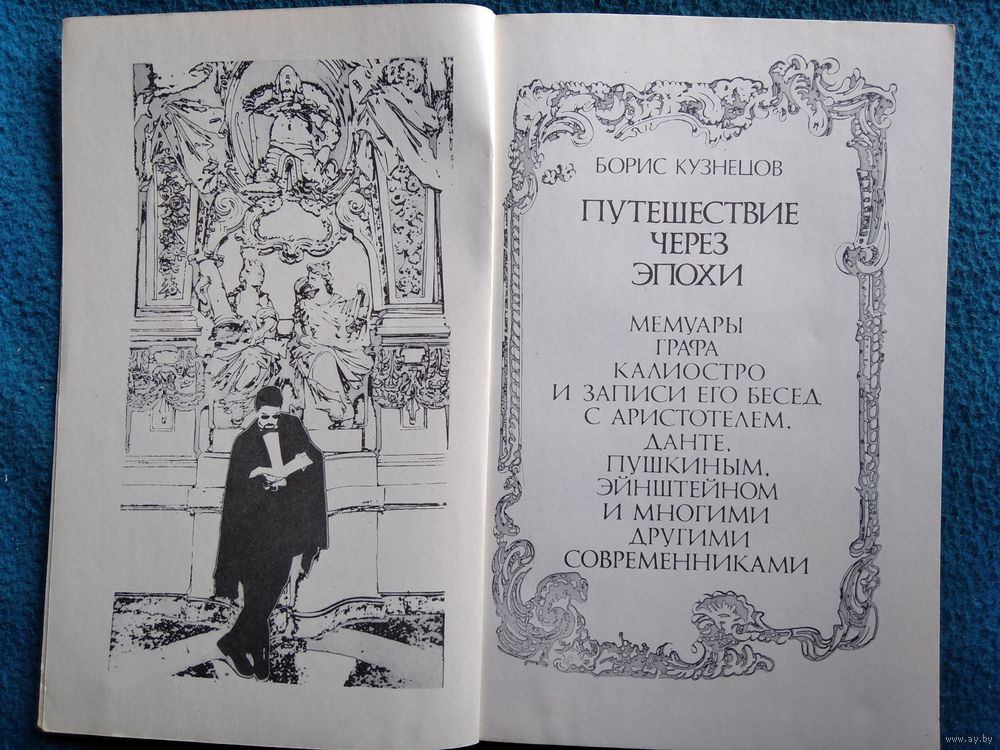 БОРИС КУЗНЕЦОВ
ПУТЕШЕСТВИЕ
ЧЕРЕЗ
ЭПОХИ
МЕМУАРЫ
ГРАФА
КАЛИОСТРО
И ЗАПИСИ ЕГО БЕСЕД
С АРИСТОТЕЛЕМ,
ДАНТЕ,
ПУШКИНЫМ,
ЭЙНШТЕЙНОМ
И МНОГИМИ
ДРУГИМИ
СОВРЕМЕННИКАМИ
www.ay.by